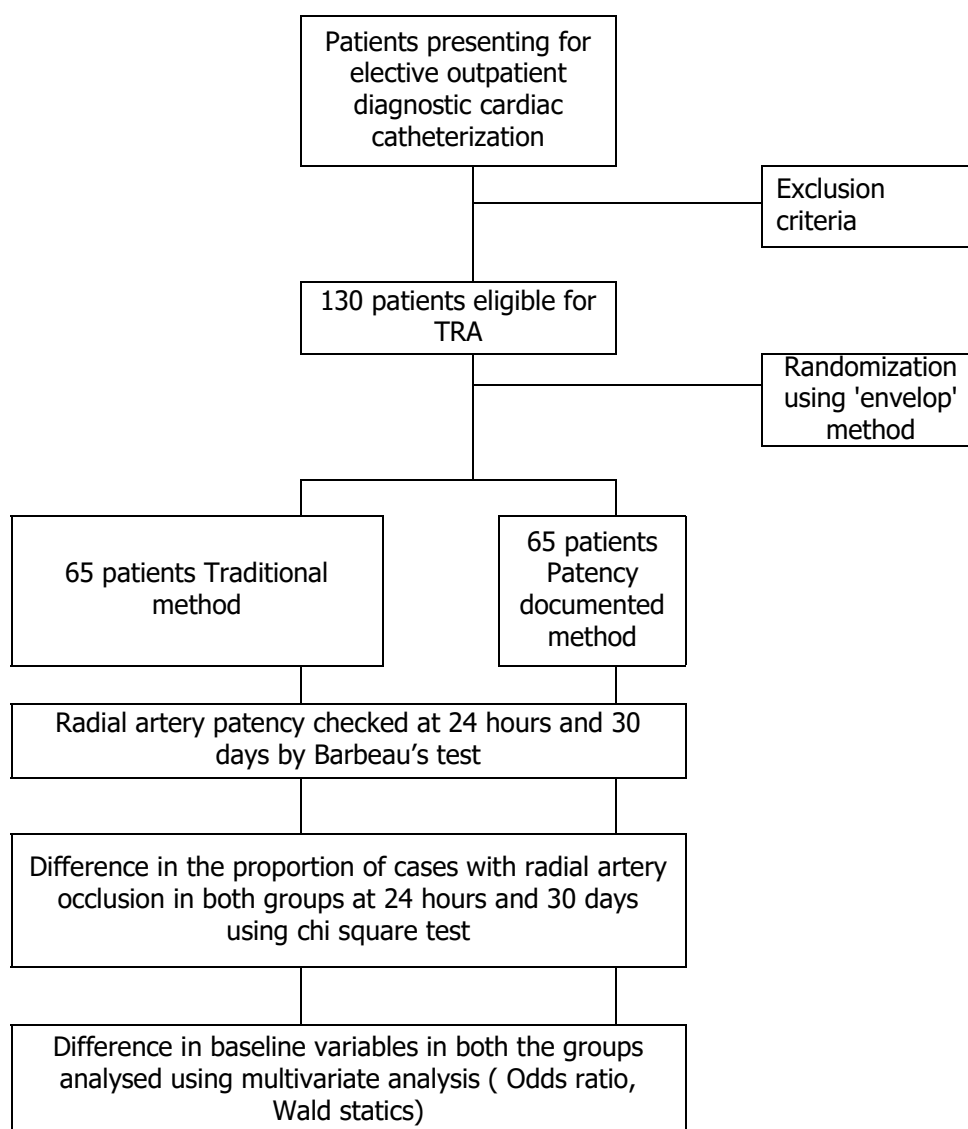 Patients presenting for
elective outpatient
diagnostic cardiac
catheterization
Exclusion
criteria
130 patients eligible for
TRA
Randomization
using 'envelop'
method
65 patients Traditional
method
65 patients
Patency
documented
method
Radial artery patency checked at 24 hours and 30
days by Barbeau’s test
Difference in the proportion of cases with radial artery
occlusion in both groups at 24 hours and 30 days
using chi square test
Difference in baseline variables in both the groups
analysed using multivariate analysis ( Odds ratio,
Wald statics)